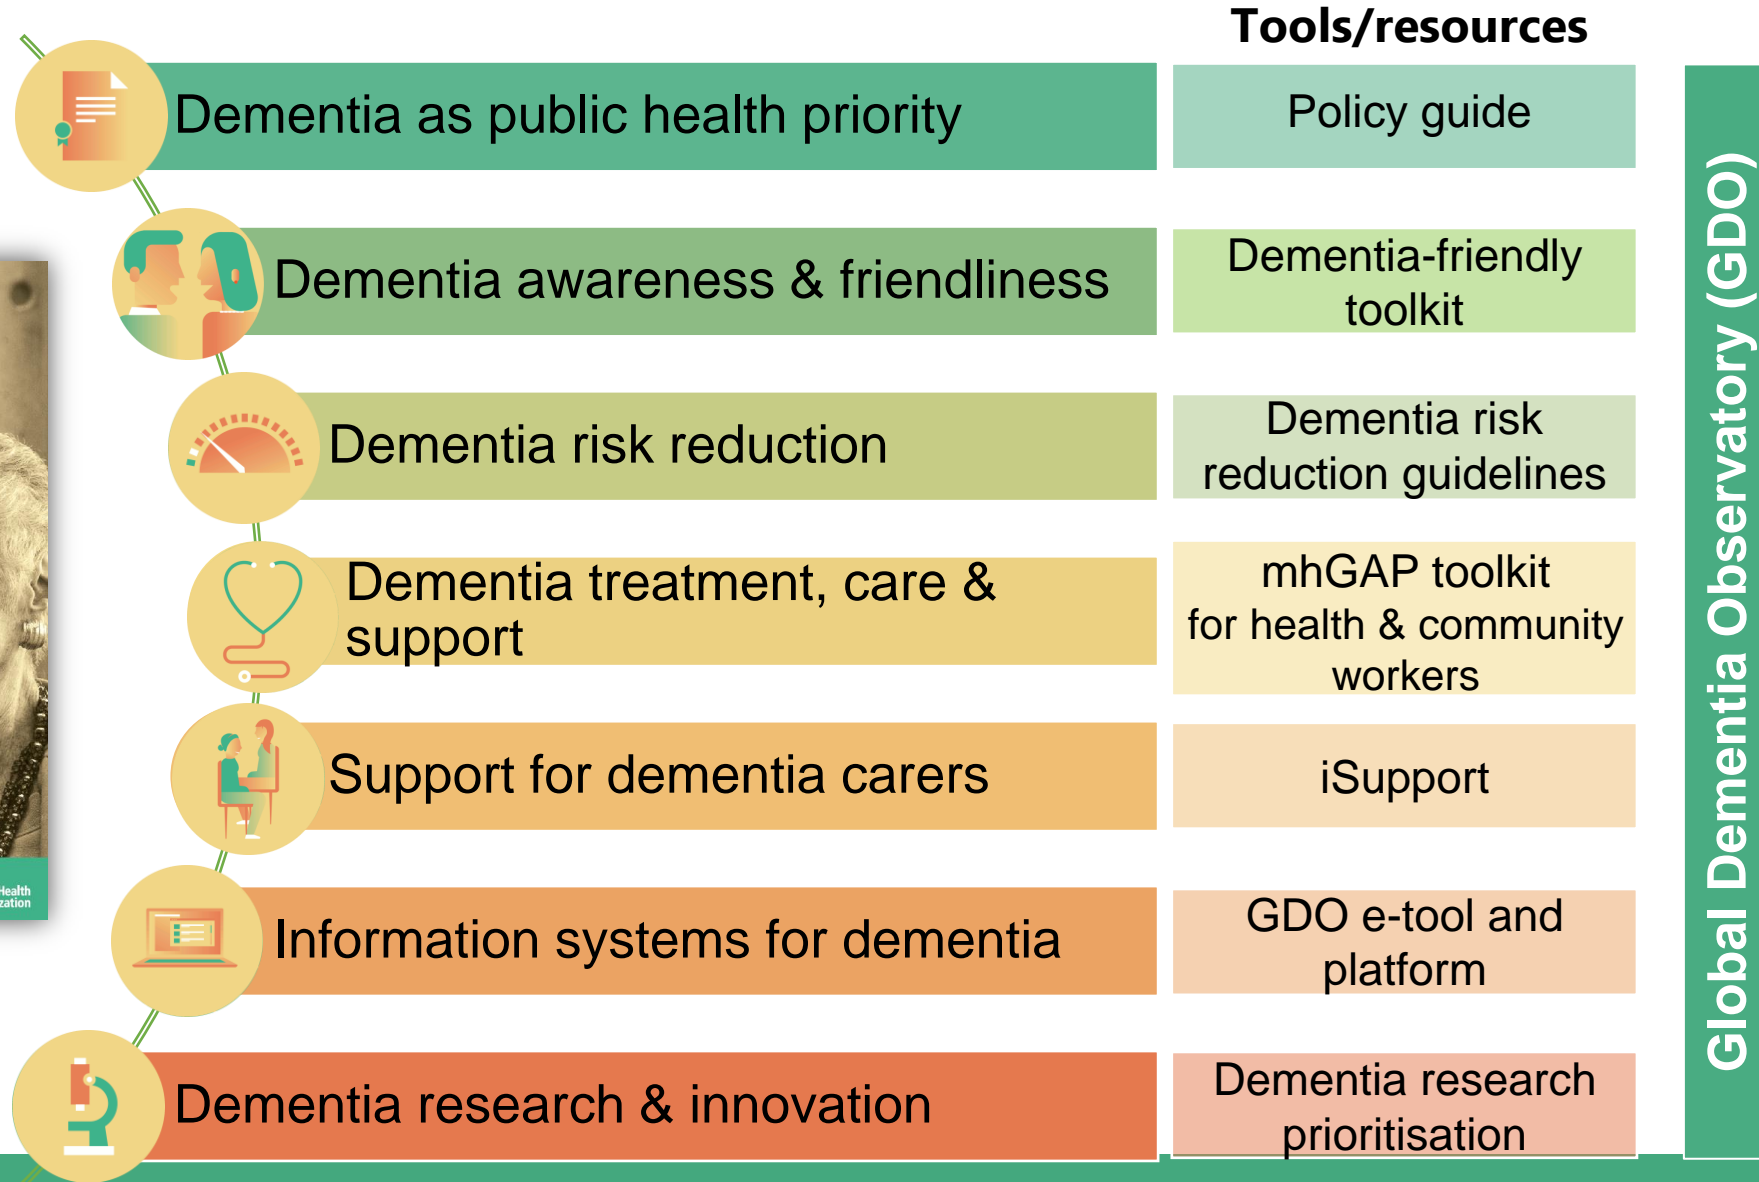 Tools/resources
Dementia as public health priority
Policy guide
Dementia awareness & friendliness
Dementia-friendly
toolkit
Dementia risk reduction
Dementia risk
reduction guidelines
Dementia treatment, care &
support
mhGAP toolkit
for health & community
workers
Support for dementia carers
iSupport
Information systems for dementia
GDO e-tool and
platform
Dementia research & innovation
Dementia research
prioritisation
Global Dementia Observatory (GDO)
Health
zation